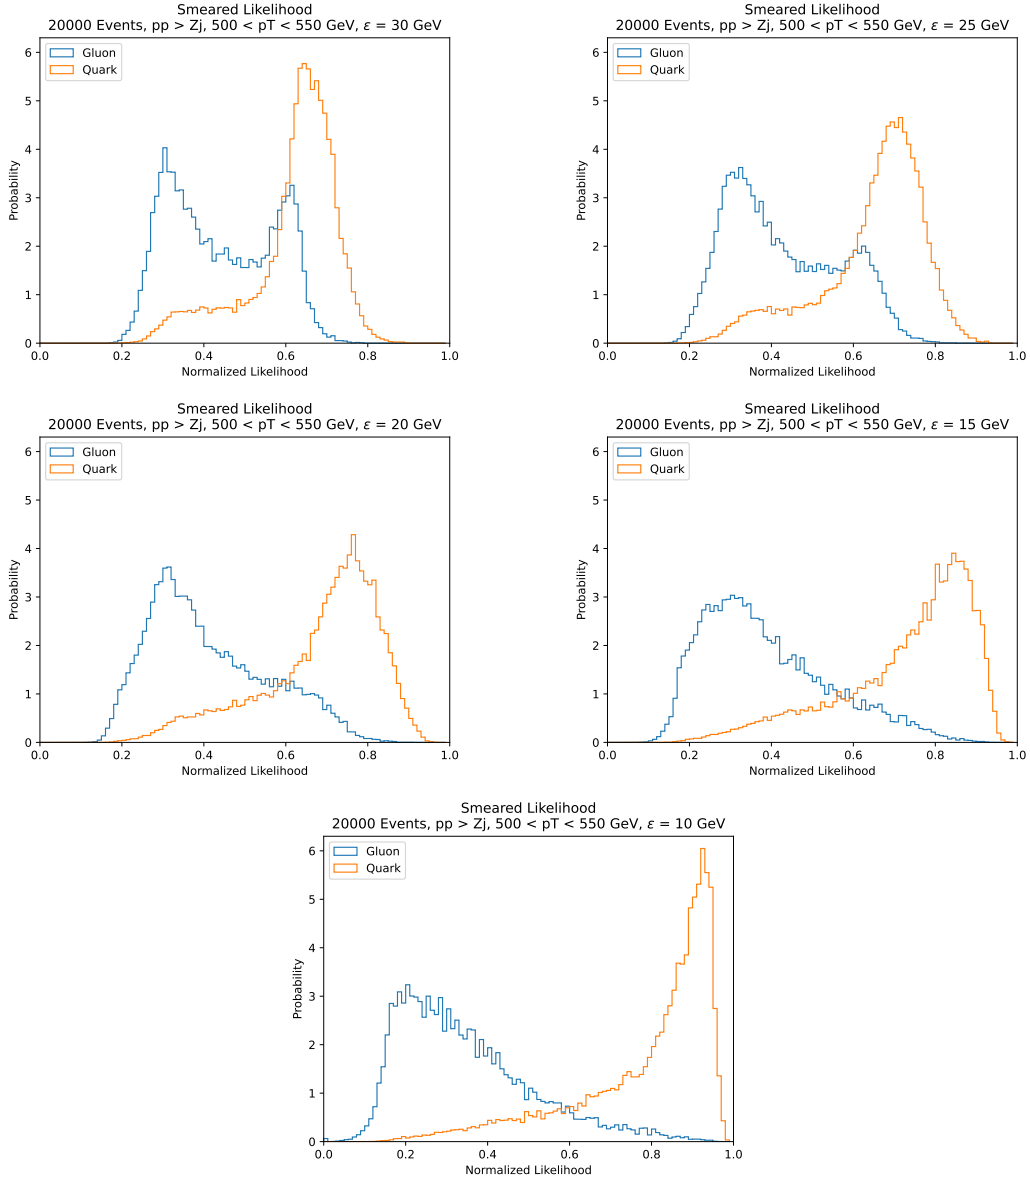 Smeared Likelihood
20000 Events, pp > Zj, 500 < pT < 550 GeV, ε = 30 GeV
Gluon
Quark
Probability
6
5
4
3
2
1
0
0.0 0.2 0.4 0.6 0.8 1.0
Normalized Likelihood
Smeared Likelihood
20000 Events, pp > Zj, 500 < pT < 550 GeV, ε = 25 GeV
Gluon
Quark
Probability
6
5
4
3
2
1
0
0.0 0.2 0.4 0.6 0.8 1.0
Normalized Likelihood
Smeared Likelihood
20000 Events, pp > Zj, 500 < pT < 550 GeV, ε = 20 GeV
Gluon
Quark
Probability
6
5
4
3
2
1
0
0.0 0.2 0.4 0.6 0.8 1.0
Normalized Likelihood
Smeared Likelihood
20000 Events, pp > Zj, 500 < pT < 550 GeV, ε = 15 GeV
Gluon
Quark
Probability
6
5
4
3
2
1
0
0.0 0.2 0.4 0.6 0.8 1.0
Normalized Likelihood
Smeared Likelihood
20000 Events, pp > Zj, 500 < pT < 550 GeV, ε = 10 GeV
Gluon
Quark
Probability
6
5
4
3
2
1
0
0.0 0.2 0.4 0.6 0.8 1.0
Normalized Likelihood